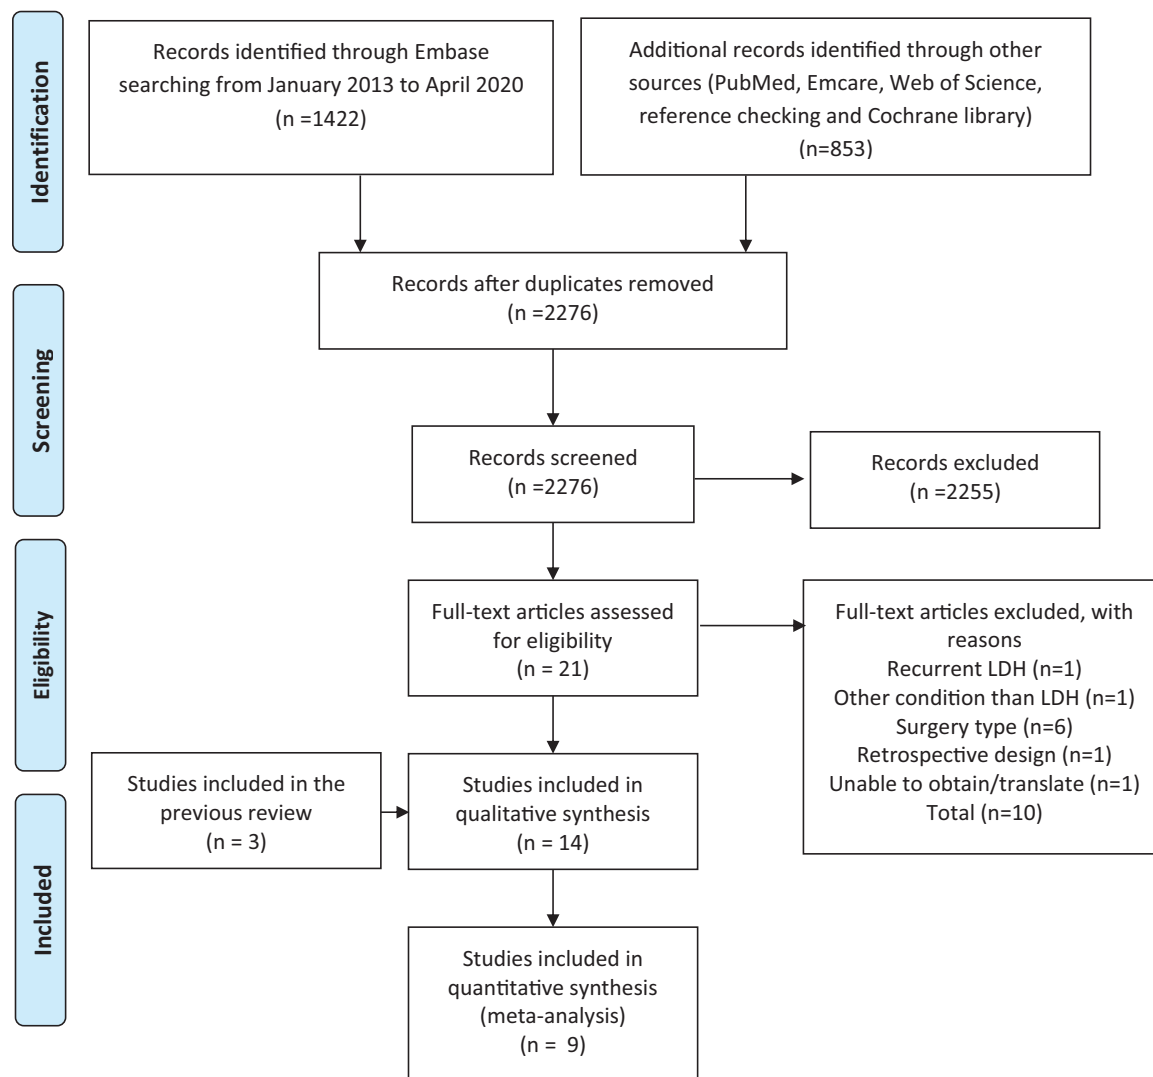 Identification
Records identified through Embase
searching from January 2013 to April 2020
(n =1422)
Additional records identified through other
sources (PubMed, Emcare, Web of Science,
reference checking and Cochrane library)
(n=853)
Records after duplicates removed
(n =2276)
Screening
Records screened
(n =2276)
Records excluded
(n =2255)
Eligibility
Full-text articles assessed
for eligibility
(n = 21)
Full-text articles excluded, with
reasons
Recurrent LDH (n=1)
Other condition than LDH (n=1)
Surgery type (n=6)
Retrospective design (n=1)
Unable to obtain/translate (n=1)
Total (n=10)
Studies included in the
previous review
(n = 3)
Studies included in
qualitative synthesis
(n = 14)
Included
Studies included in
quantitative synthesis
(meta-analysis)
(n = 9)